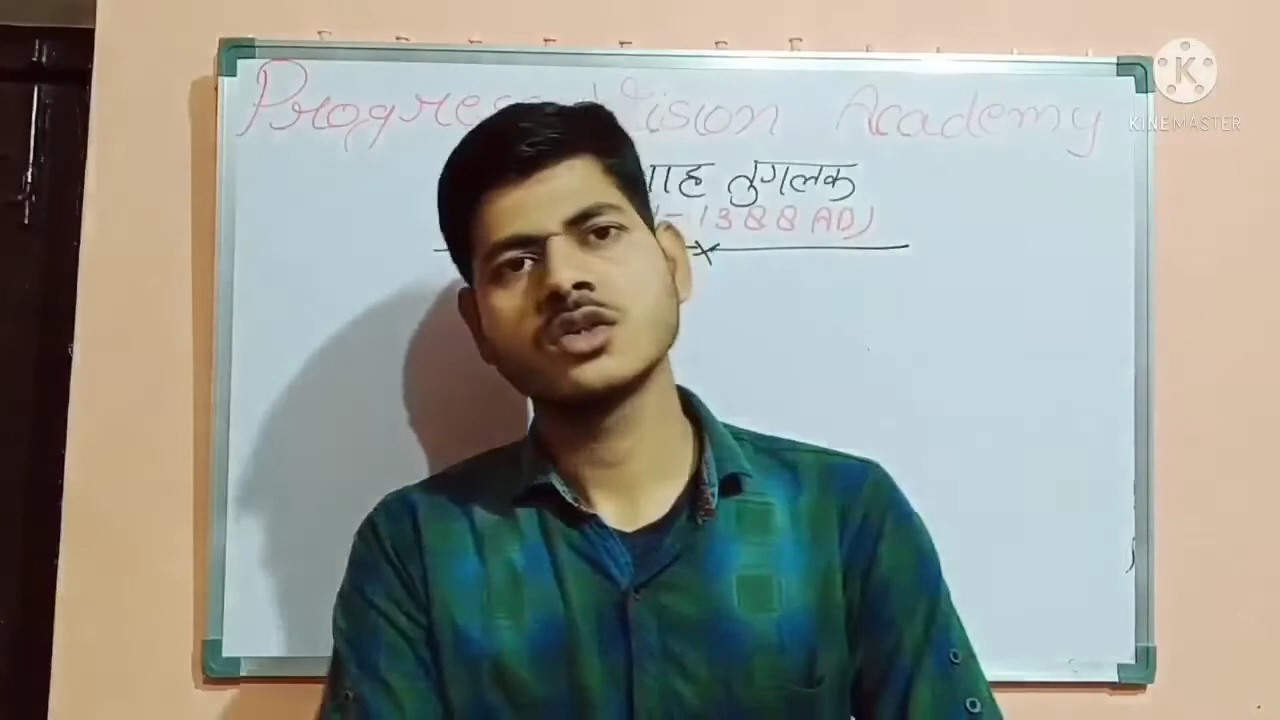 Progress Vision Academy
शाह तुगलक
- 1388 AD)
K
KINEMASTER